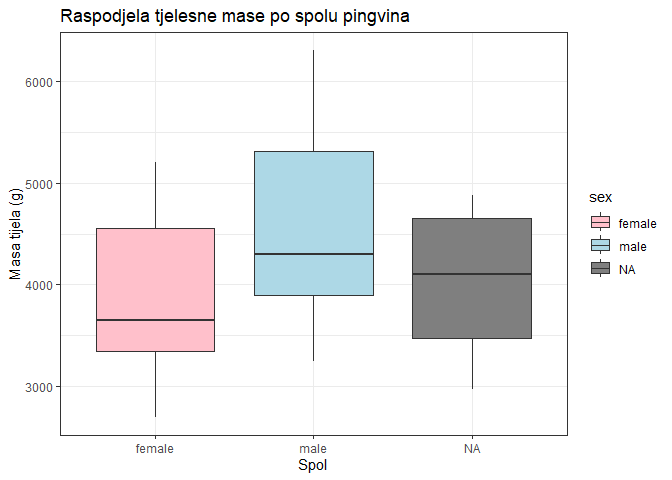 Raspodjela tjelesne mase po spolu pingvina
Masa tijela (g)
6000
5000
4000
3000
female
male
NA
Spol
sex
female
male
NA